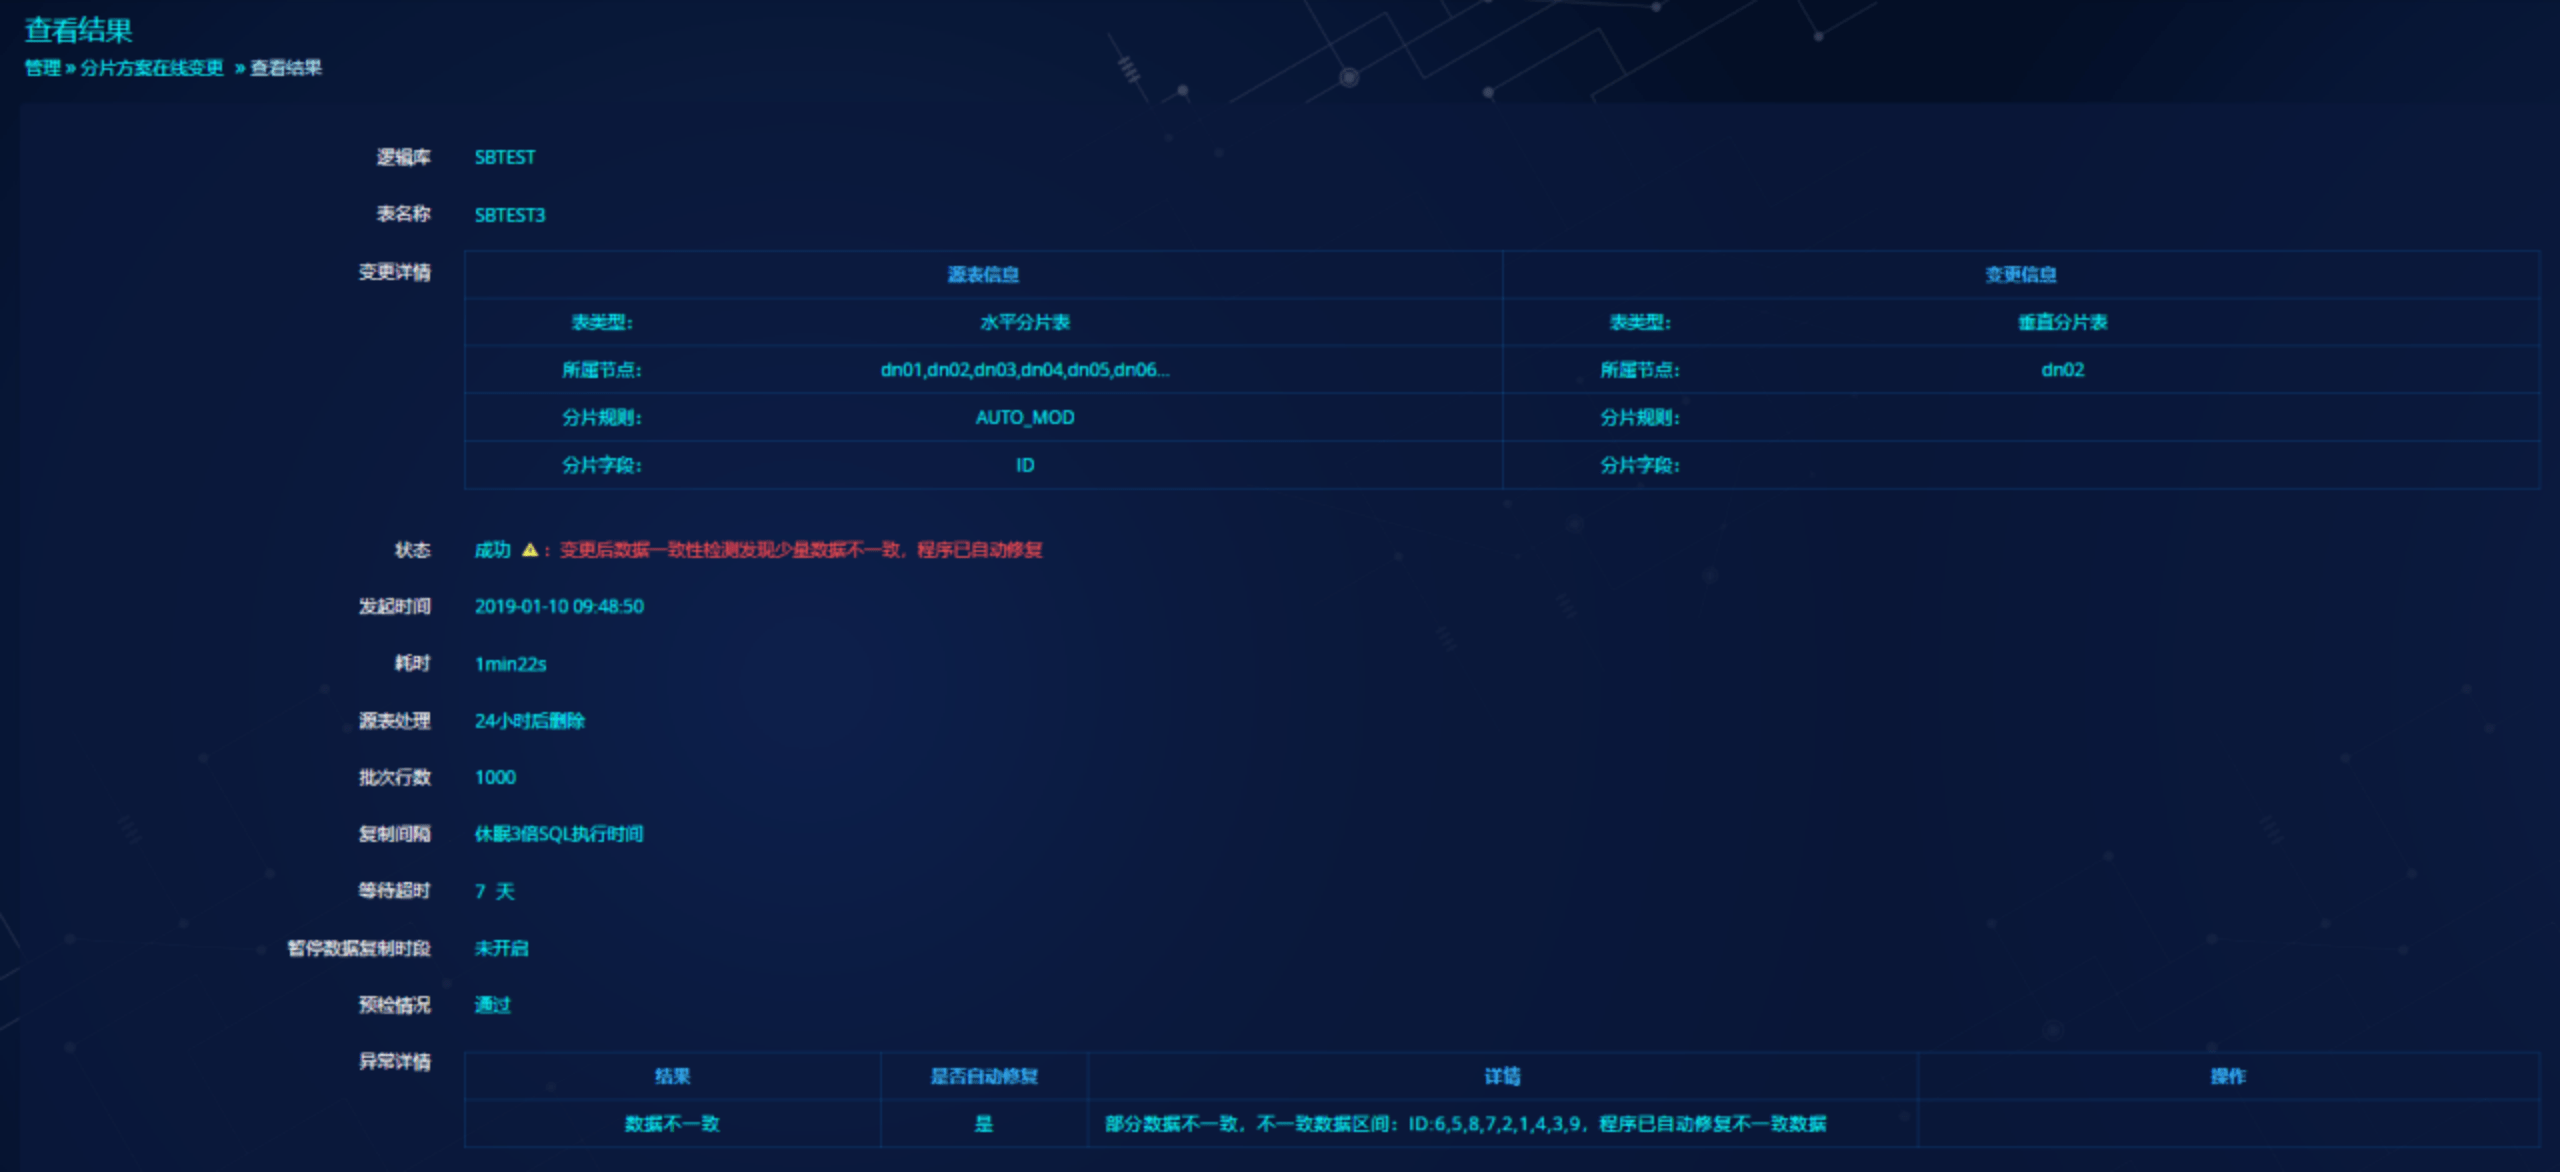 查看结果
管理 » 分片方案在线变更 » 查看结果
逻辑库 SBTEST
表名称 SBTEST3
变更详情 源表信息 变更信息
表类型: 水平分片表 表类型: 垂直分片表
所属节点: dn01,dn02,dn03,dn04,dn05,dn06... 所属节点: dn02
分片规则: AUTO_MOD 分片规则:
分片字段: ID 分片字段:
状态 成功 : 变更后数据一致性检测发现少量数据不一致，程序已自动修复
发起时间 2019-01-10 09:48:50
耗时 1min22s
源表处理 24小时后删除
批次行数 1000
复制间隔 休眠3倍SQL执行时间
等待超时 7 天
暂停数据复制时段 未开启
预检情况 通过
异常详情 结果 是否自动修复 详情 操作
数据不一致 是 部分数据不一致，不一致数据区间：ID:6,5,8,7,2,1,4,3,9，程序已自动修复不一致数据